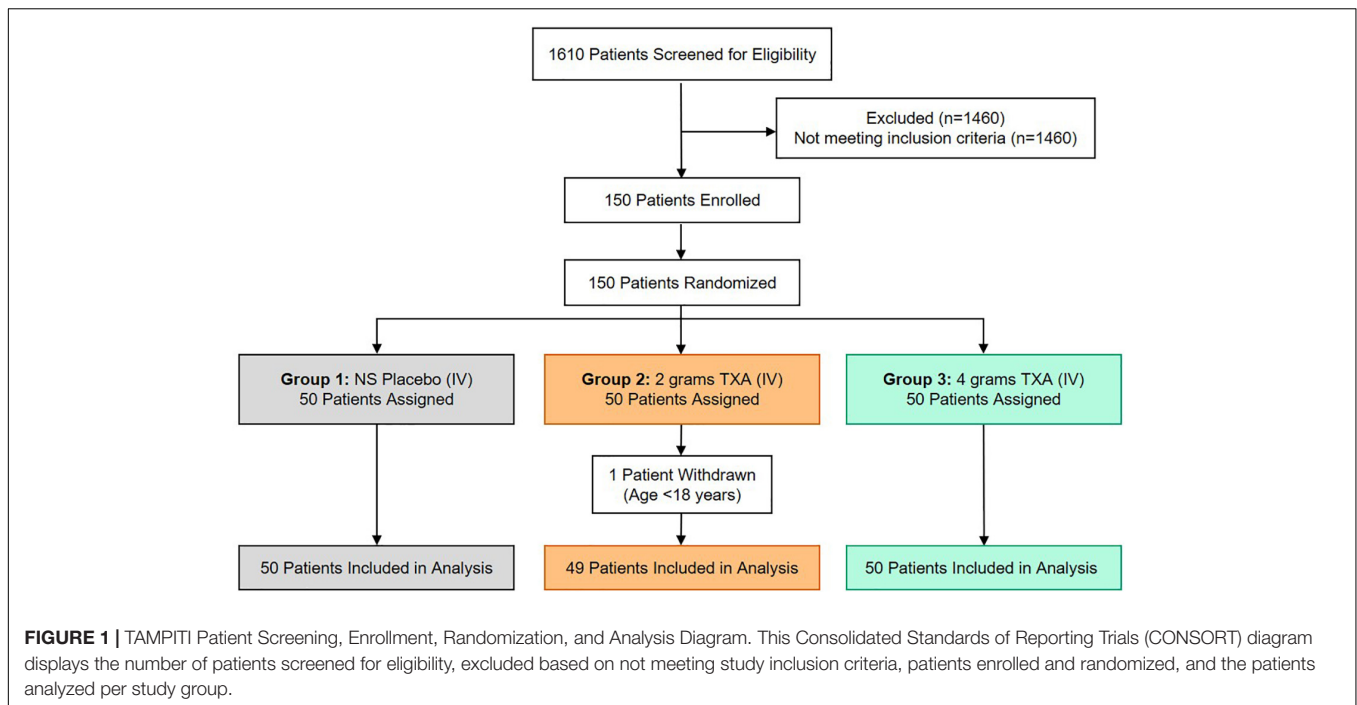 1610 Patients Screened for Eligibility
Excluded (n=1460)
Not meeting inclusion criteria (n=1460)
150 Patients Enrolled
150 Patients Randomized
Group 1: NS Placebo (IV)
50 Patients Assigned
Group 2: 2 grams TXA (IV)
50 Patients Assigned
Group 3: 4 grams TXA (IV)
50 Patients Assigned
1 Patient Withdrawn
(Age <18 years)
50 Patients Included in Analysis
49 Patients Included in Analysis
50 Patients Included in Analysis
FIGURE 1 | TAMPITI Patient Screening, Enrollment, Randomization, and Analysis Diagram. This Consolidated Standards of Reporting Trials (CONSORT) diagram
displays the number of patients screened for eligibility, excluded based on not meeting study inclusion criteria, patients enrolled and randomized, and the patients
analyzed per study group.